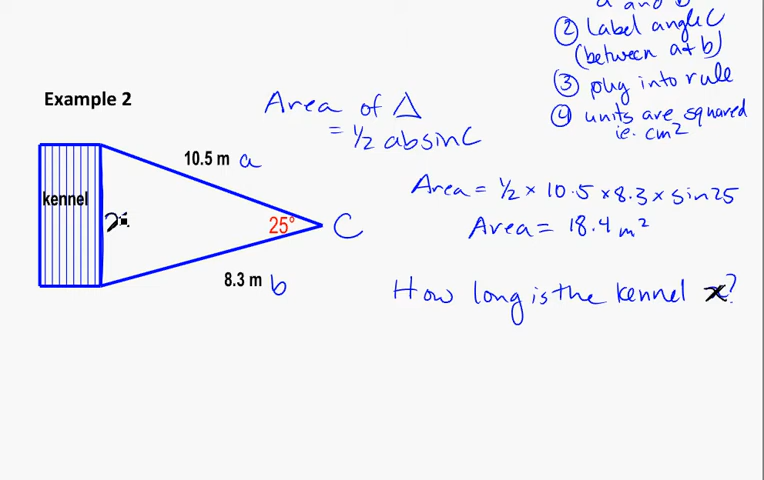 a and b
② label angle C
(between a + b)
③ plug into rule
④ units are squared
ie. cm2
Example 2
Area of △
= 1/2 absinC
10.5 m a
kennel
Area = 1/2 × 10.5 × 8.3 × sin25
25° C
Area = 18.4 m²
8.3 m b
How long is the kennel x?